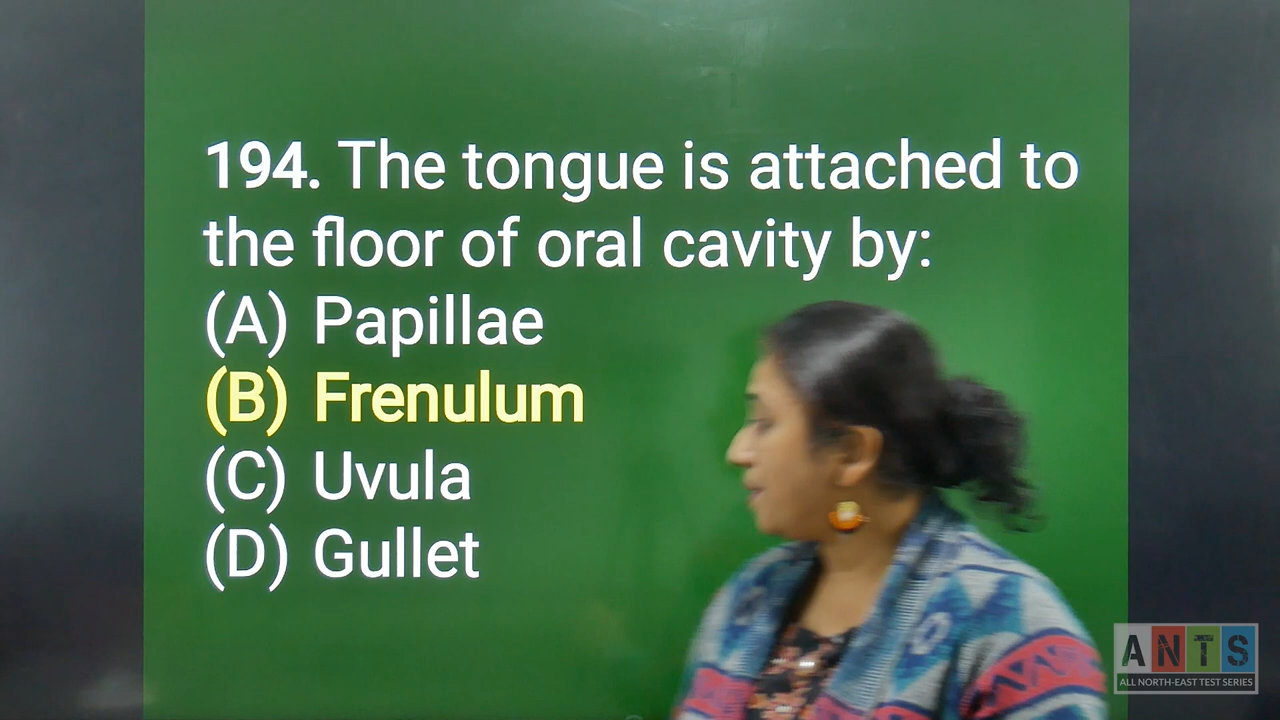 194. The tongue is attached to
the floor of oral cavity by:
(A) Papillae
(B) Frenulum
(C) Uvula
(D) Gullet
ANTS
ALL NORTH-EAST TEST SERIES